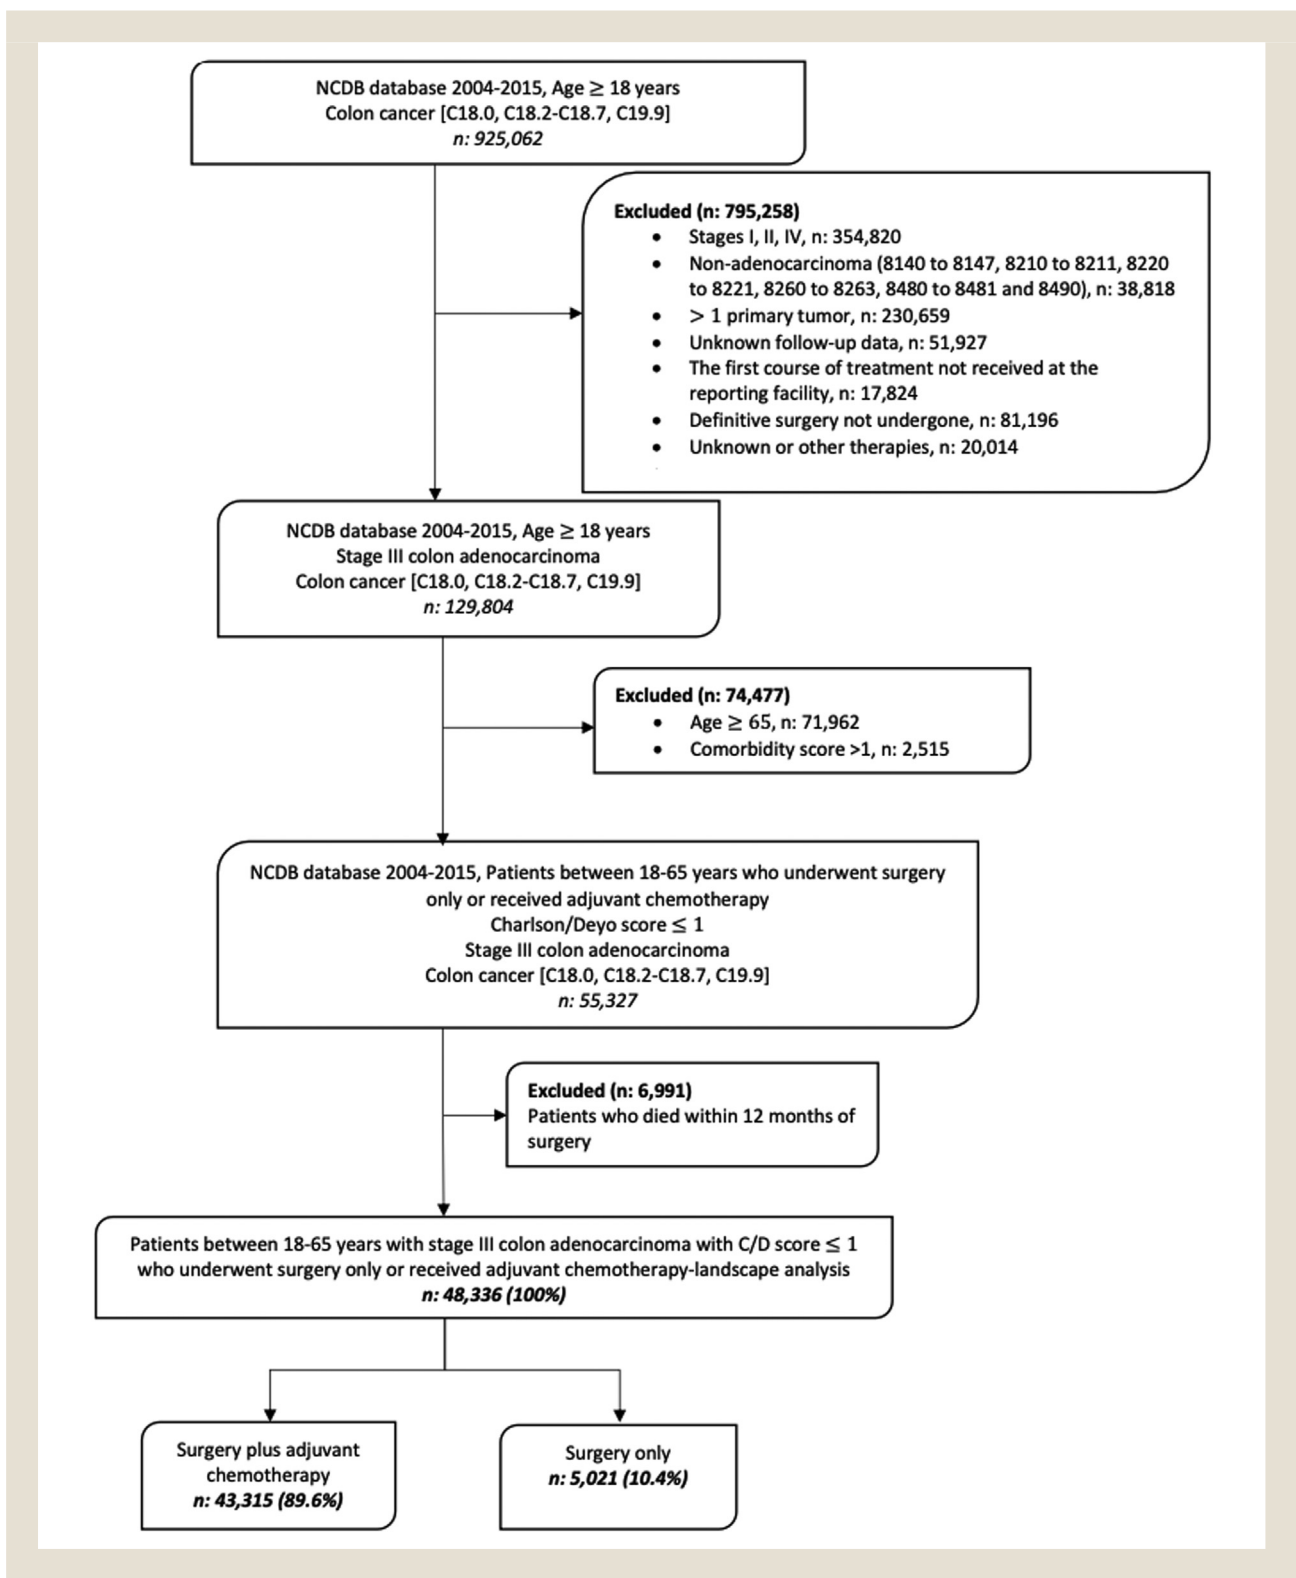 NCDB database 2004-2015, Age ≥ 18 years
Colon cancer [C18.0, C18.2-C18.7, C19.9]
n: 925,062
Excluded (n: 795,258)
• Stages I, II, IV, n: 354,820
• Non-adenocarcinoma (8140 to 8147, 8210 to 8211, 8220
to 8221, 8260 to 8263, 8480 to 8481 and 8490), n: 38,818
• > 1 primary tumor, n: 230,659
• Unknown follow-up data, n: 51,927
• The first course of treatment not received at the
reporting facility, n: 17,824
• Definitive surgery not undergone, n: 81,196
• Unknown or other therapies, n: 20,014
NCDB database 2004-2015, Age ≥ 18 years
Stage III colon adenocarcinoma
Colon cancer [C18.0, C18.2-C18.7, C19.9]
n: 129,804
Excluded (n: 74,477)
• Age ≥ 65, n: 71,962
• Comorbidity score >1, n: 2,515
NCDB database 2004-2015, Patients between 18-65 years who underwent surgery
only or received adjuvant chemotherapy
Charlson/Deyo score ≤ 1
Stage III colon adenocarcinoma
Colon cancer [C18.0, C18.2-C18.7, C19.9]
n: 55,327
Excluded (n: 6,991)
Patients who died within 12 months of
surgery
Patients between 18-65 years with stage III colon adenocarcinoma with C/D score ≤ 1
who underwent surgery only or received adjuvant chemotherapy-landscape analysis
n: 48,336 (100%)
Surgery plus adjuvant
chemotherapy
n: 43,315 (89.6%)
Surgery only
n: 5,021 (10.4%)